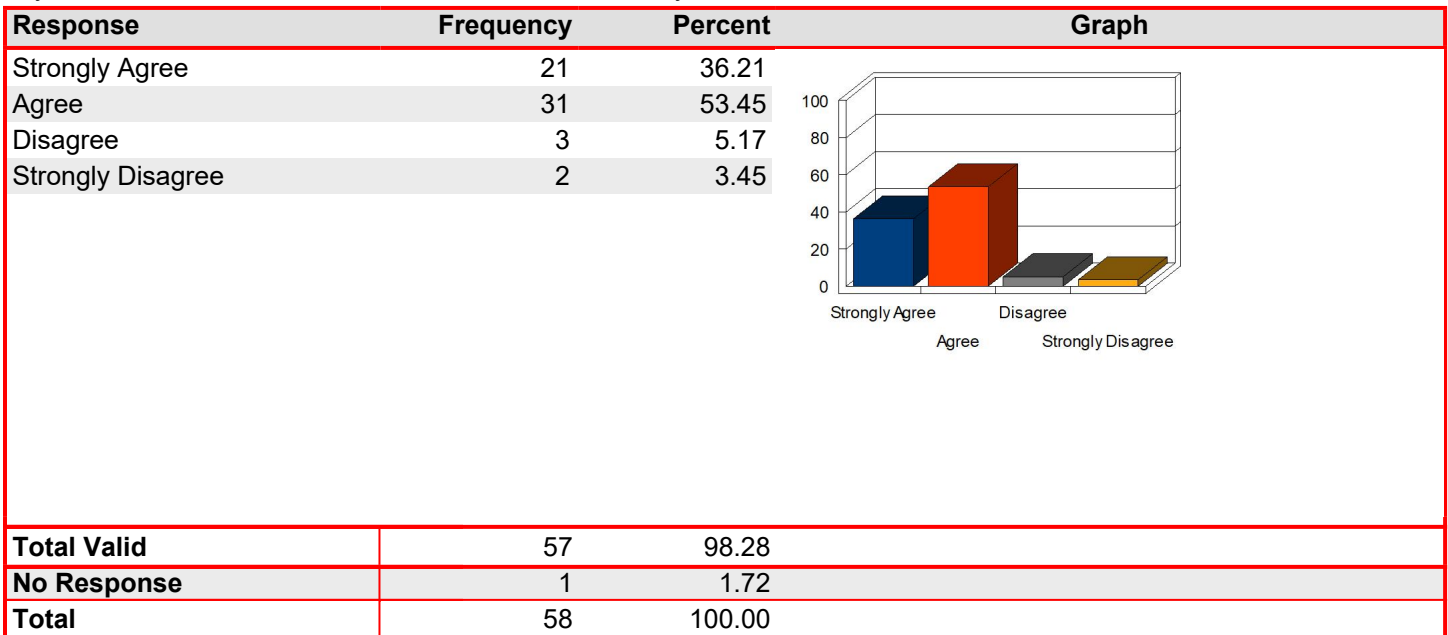 Response Frequency Percent Graph
Strongly Agree 21 36.21
Agree 31 53.45
Disagree 3 5.17
Strongly Disagree 2 3.45
100
80
60
40
20
0
Strongly Agree Disagree
Agree Strongly Disagree
Total Valid 57 98.28
No Response 1 1.72
Total 58 100.00